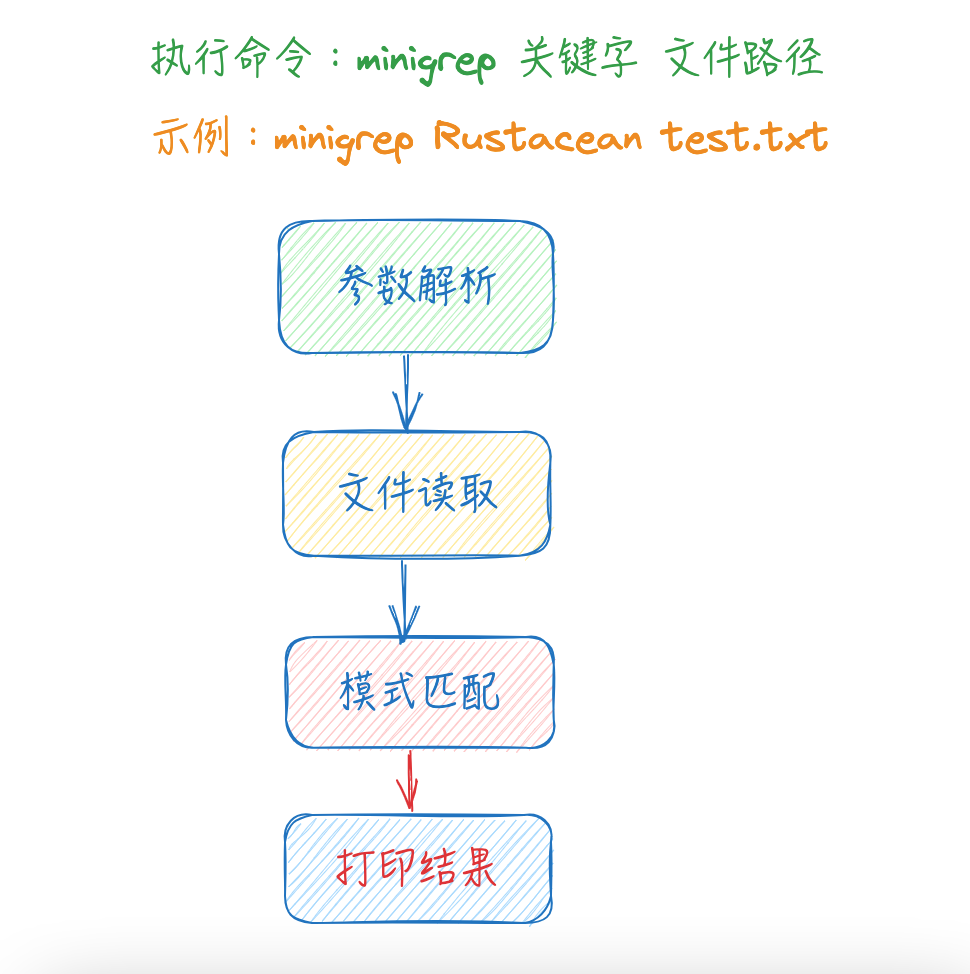 执行命令：minigrep 关键字 文件路径
示例：minigrep Rustacean test.txt
参数解析
文件读取
模式匹配
打印结果